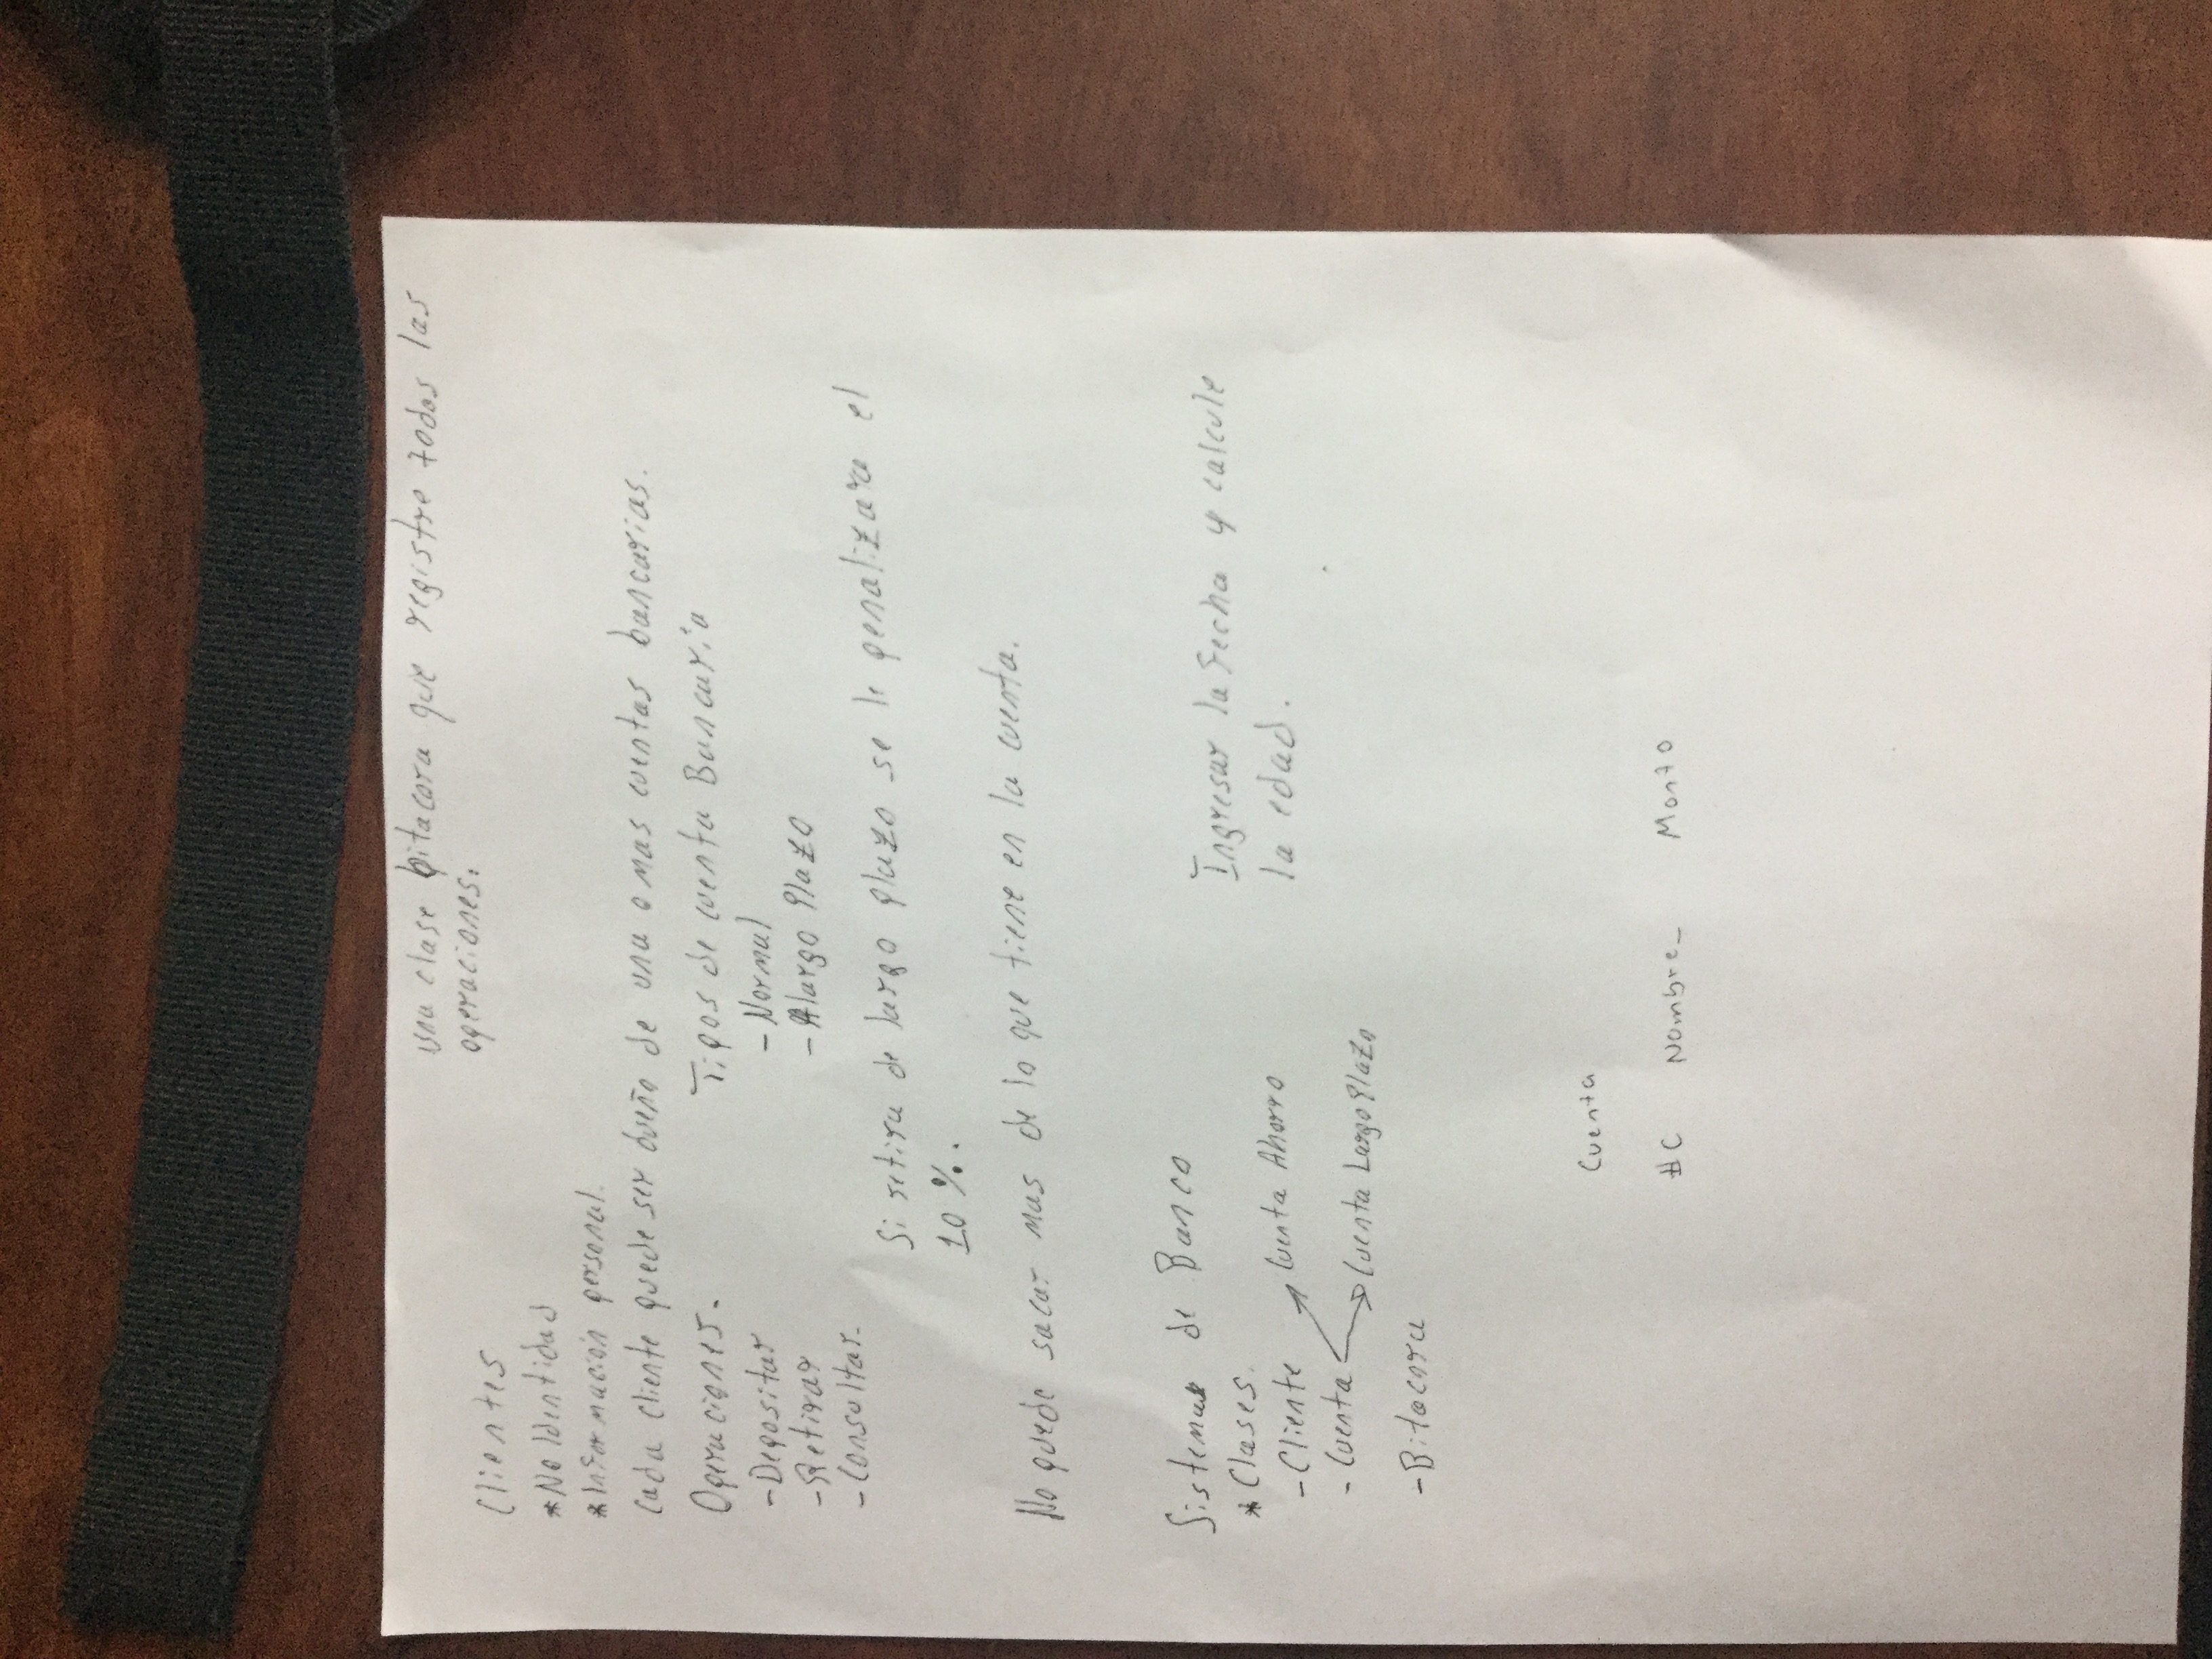 una clase bitacora que registre todas las
operaciones.
Clientes
*No Identidad
*Información personal.
Cada cliente puede ser dueño de una o mas cuentas bancarias.
Operaciones.
-Depositar
-Retirar
-Consultar.
Tipos de cuenta Bancaria
-Normal
-A largo Plazo
Si retira de largo plazo se le penalizara el
10%.
No puede sacar mas de lo que tiene en la cuenta.
Sistemas de Banco
* Clases.
-Cliente
-Cuenta
Cuenta Ahorro
Cuenta Largo Plazo
-Bitacora
Ingresar la fecha y calcule
la edad.
Cuenta
#C Nombre_ Monto